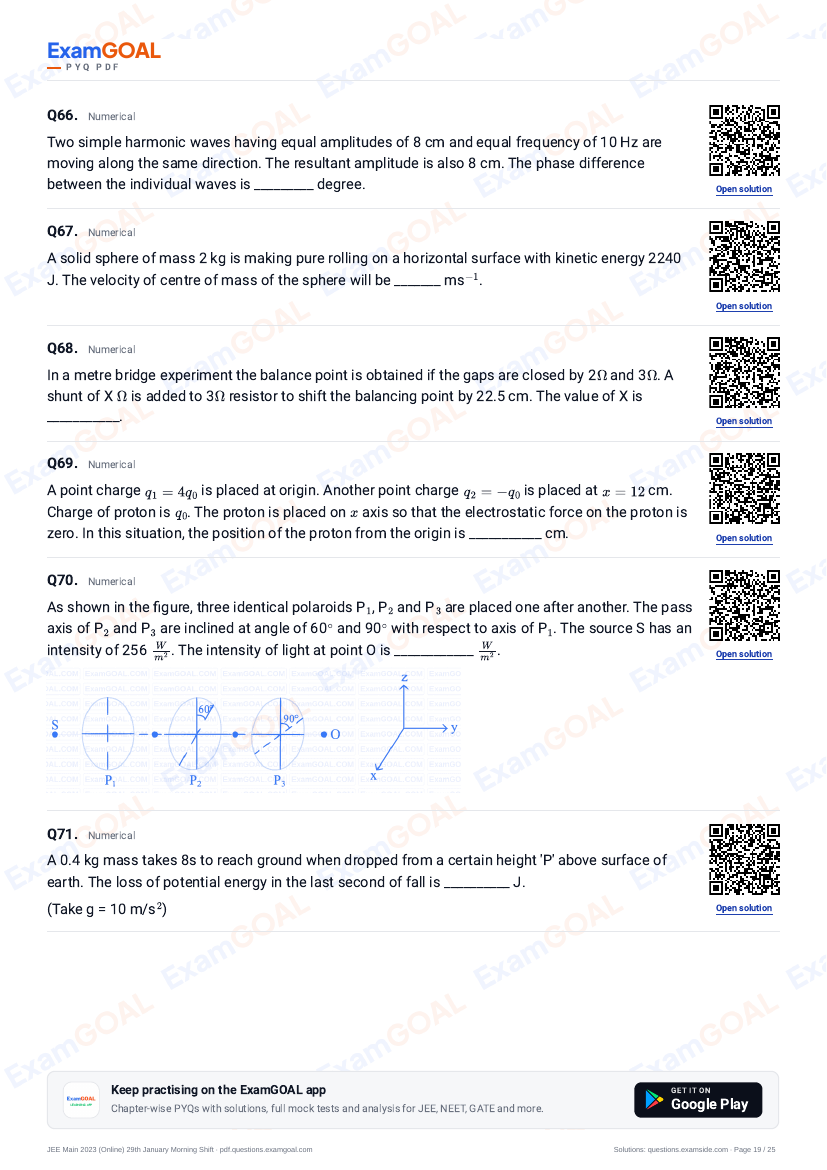 ExamGOAL
PYQ PDF
Q66. Numerical
Two simple harmonic waves having equal amplitudes of 8 cm and equal frequency of 10 Hz are
moving along the same direction. The resultant amplitude is also 8 cm. The phase difference
between the individual waves is _________ degree.
Open solution
Q67. Numerical
A solid sphere of mass 2 kg is making pure rolling on a horizontal surface with kinetic energy 2240
J. The velocity of centre of mass of the sphere will be _______ ms⁻¹.
Open solution
Q68. Numerical
In a metre bridge experiment the balance point is obtained if the gaps are closed by 2Ω and 3Ω. A
shunt of X Ω is added to 3Ω resistor to shift the balancing point by 22.5 cm. The value of X is
___________.
Open solution
Q69. Numerical
A point charge q₁ = 4q₀ is placed at origin. Another point charge q₂ = −q₀ is placed at x = 12 cm.
Charge of proton is q₀. The proton is placed on x axis so that the electrostatic force on the proton is
zero. In this situation, the position of the proton from the origin is ___________ cm.
Open solution
Q70. Numerical
As shown in the figure, three identical polaroids P₁, P₂ and P₃ are placed one after another. The pass
axis of P₂ and P₃ are inclined at angle of 60° and 90° with respect to axis of P₁. The source S has an
intensity of 256 W/m². The intensity of light at point O is ____________ W/m².
Open solution
S 60° 90° O z y x
P₁ P₂ P₃
Q71. Numerical
A 0.4 kg mass takes 8s to reach ground when dropped from a certain height 'P' above surface of
earth. The loss of potential energy in the last second of fall is __________ J.
(Take g = 10 m/s²)
Open solution
ExamGOAL
Keep practising on the ExamGOAL app
Chapter-wise PYQs with solutions, full mock tests and analysis for JEE, NEET, GATE and more.
GET IT ON
Google Play
JEE Main 2023 (Online) 29th January Morning Shift · pdf.questions.examgoal.com
Solutions: questions.examside.com · Page 19 / 25